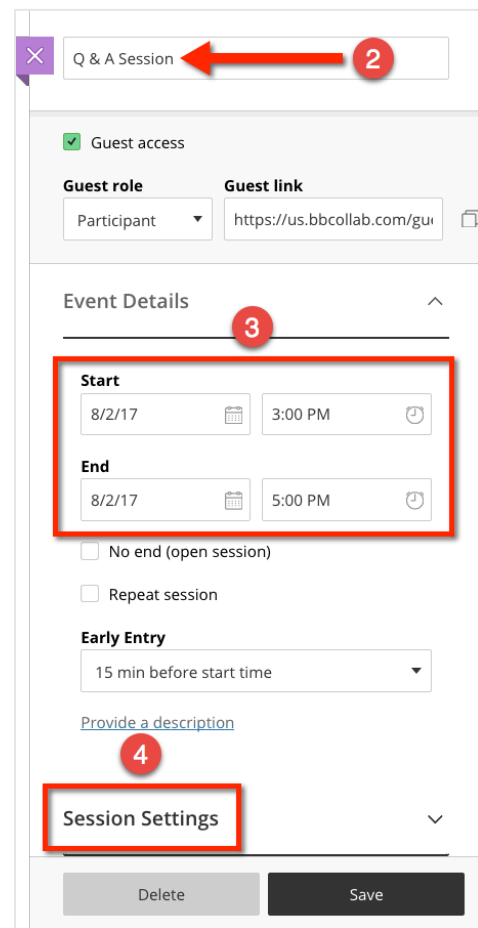 Q & A Session
2
Guest access
Guest role Guest link
Participant https://us.bbcollab.com/gu
Event Details
3
Start
8/2/17 3:00 PM
End
8/2/17 5:00 PM
No end (open session)
Repeat session
Early Entry
15 min before start time
Provide a description
4
Session Settings
Delete Save